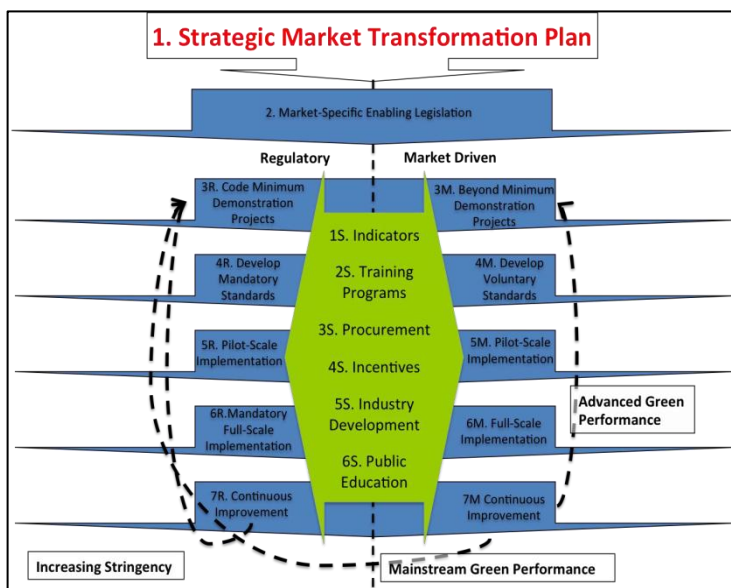 1. Strategic Market Transformation Plan
2. Market-Specific Enabling Legislation
Regulatory
Market Driven
3R. Code Minimum
Demonstration
Projects
3M. Beyond Minimum
Demonstration
Projects
1S. Indicators
2S. Training
Programs
3S. Procurement
4S. Incentives
5S. Industry
Development
6S. Public
Education
4R. Develop
Mandatory
Standards
4M. Develop
Voluntary
Standards
5R. Pilot-Scale
Implementation
5M. Pilot-Scale
Implementation
6R.Mandatory
Full-Scale
Implementation
6M. Full-Scale
Implementation
Advanced Green
Performance
7R. Continuous
Improvement
7M Continuous
Improvement
Increasing Stringency
Mainstream Green Performance